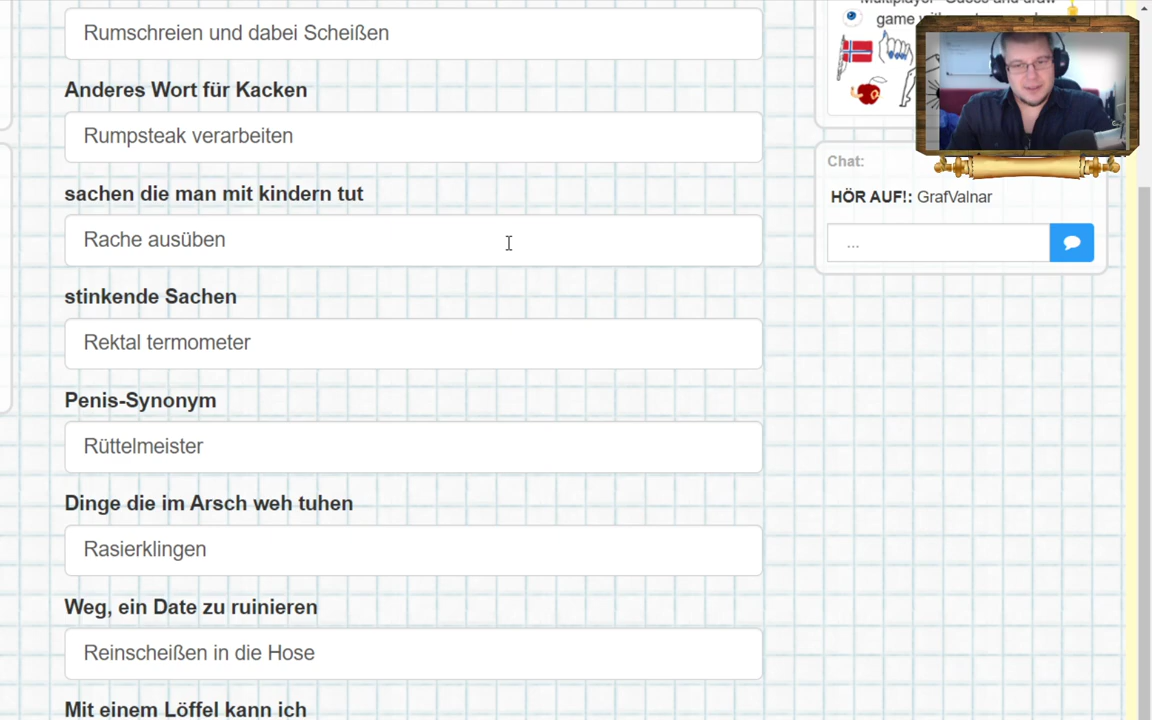 Rumschreien und dabei Scheißen
Anderes Wort für Kacken
Rumpsteak verarbeiten
sachen die man mit kindern tut
Rache ausüben
stinkende Sachen
Rektal termometer
Penis-Synonym
Rüttelmeister
Dinge die im Arsch weh tuhen
Rasierklingen
Weg, ein Date zu ruinieren
Reinscheißen in die Hose
Mit einem Löffel kann ich
game
Chat:
HÖR AUF!: GrafValnar
...